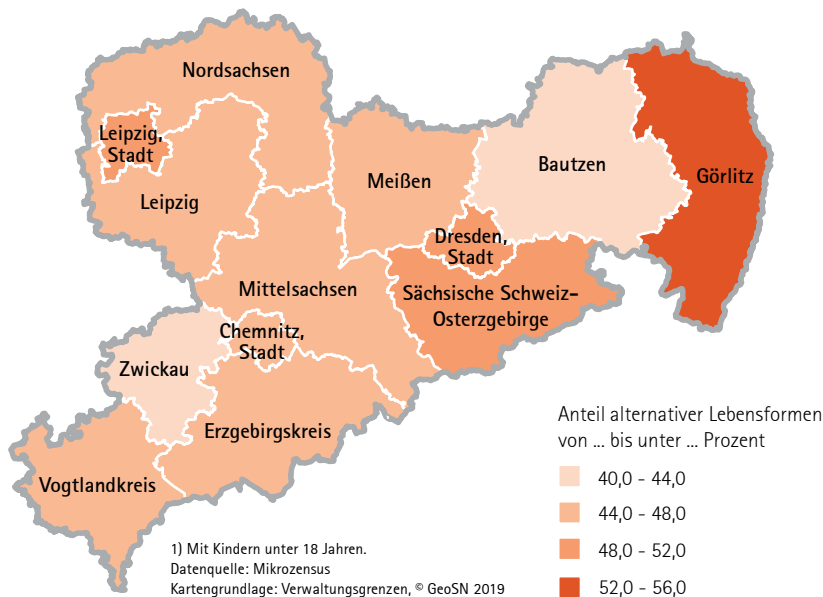 Nordsachsen
Leipzig,
Stadt
Leipzig
Meißen
Bautzen
Görlitz
Dresden,
Stadt
Mittelsachsen
Sächsische Schweiz-
Osterzgebirge
Chemnitz,
Stadt
Zwickau
Erzgebirgskreis
Vogtlandkreis
Anteil alternativer Lebensformen
von ... bis unter ... Prozent
40,0 - 44,0
44,0 - 48,0
48,0 - 52,0
52,0 - 56,0
1) Mit Kindern unter 18 Jahren.
Datenquelle: Mikrozensus
Kartengrundlage: Verwaltungsgrenzen, © GeoSN 2019